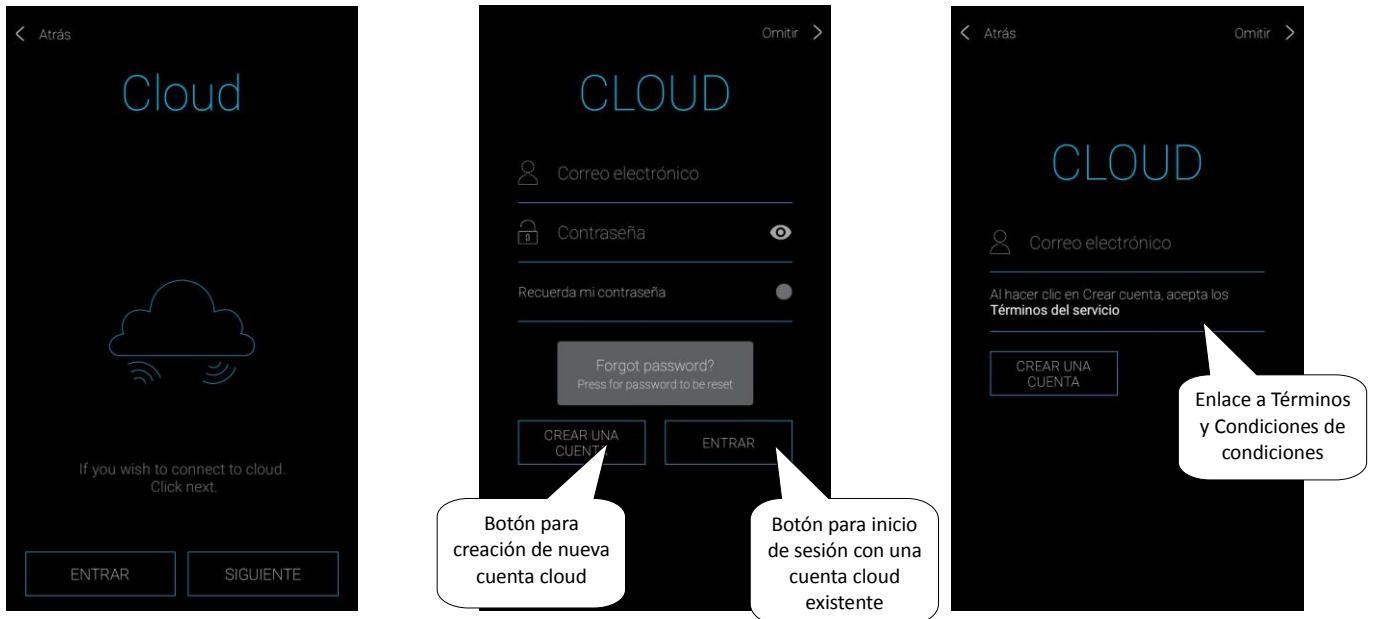 Atrás
Cloud
If you wish to connect to cloud.
Click next.
ENTRAR
SIGUIENTE
Omitir
CLOUD
Correo electrónico
Contraseña
Recuerda mi contraseña
Forgot password?
Press for password to be reset
CREAR UNA
CUENTA
ENTRAR
Botón para
creación de nueva
cuenta cloud
Botón para inicio
de sesión con una
cuenta cloud
existente
Atrás
Omitir
CLOUD
Correo electrónico
Al hacer clic en Crear cuenta, acepta los
Términos del servicio
CREAR UNA
CUENTA
Enlace a Términos
y Condiciones de
condiciones